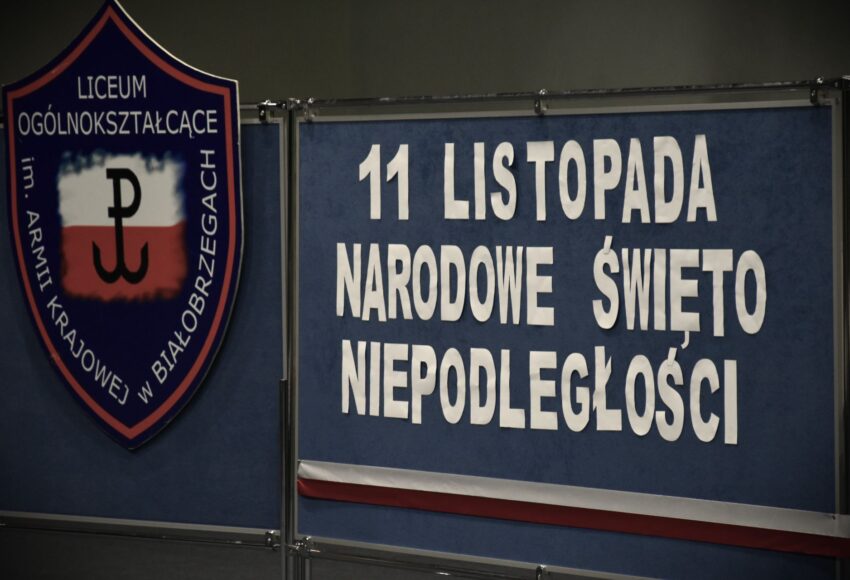 LICEUM
OGÓLNOKSZTAŁCĄCE
im. ARMII KRAJOWEJ w BIAŁOBRZEGACH
11 LISTOPADA
NARODOWE ŚWIĘTO
NIEPODLEGŁOŚCI